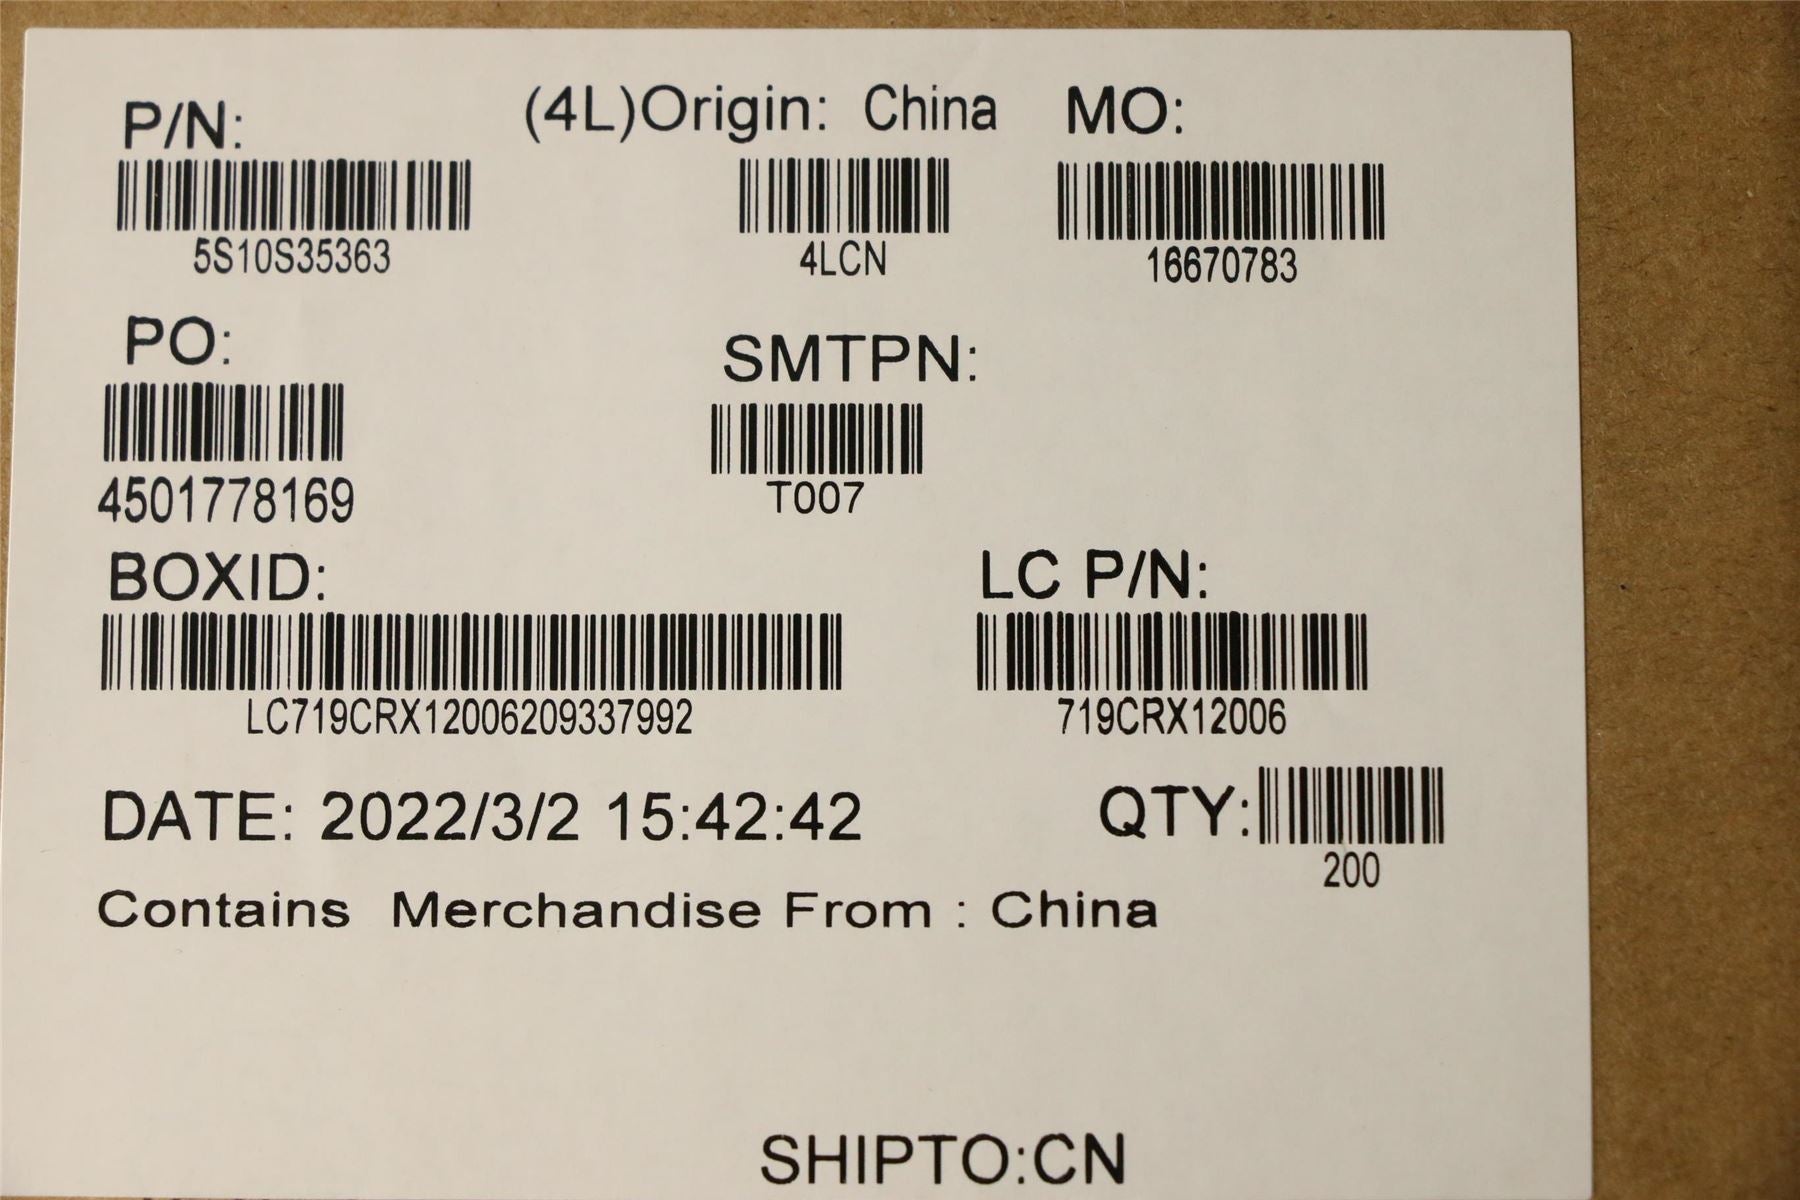 P/N: (4L)Origin: China MO:
5S10S35363 4LCN 16670783
PO: SMTPN:
4501778169 T007
BOXID: LC P/N:
LC719CRX12006209337992 719CRX12006
DATE: 2022/3/2 15:42:42 QTY:
200
Contains Merchandise From : China
SHIPTO:CN